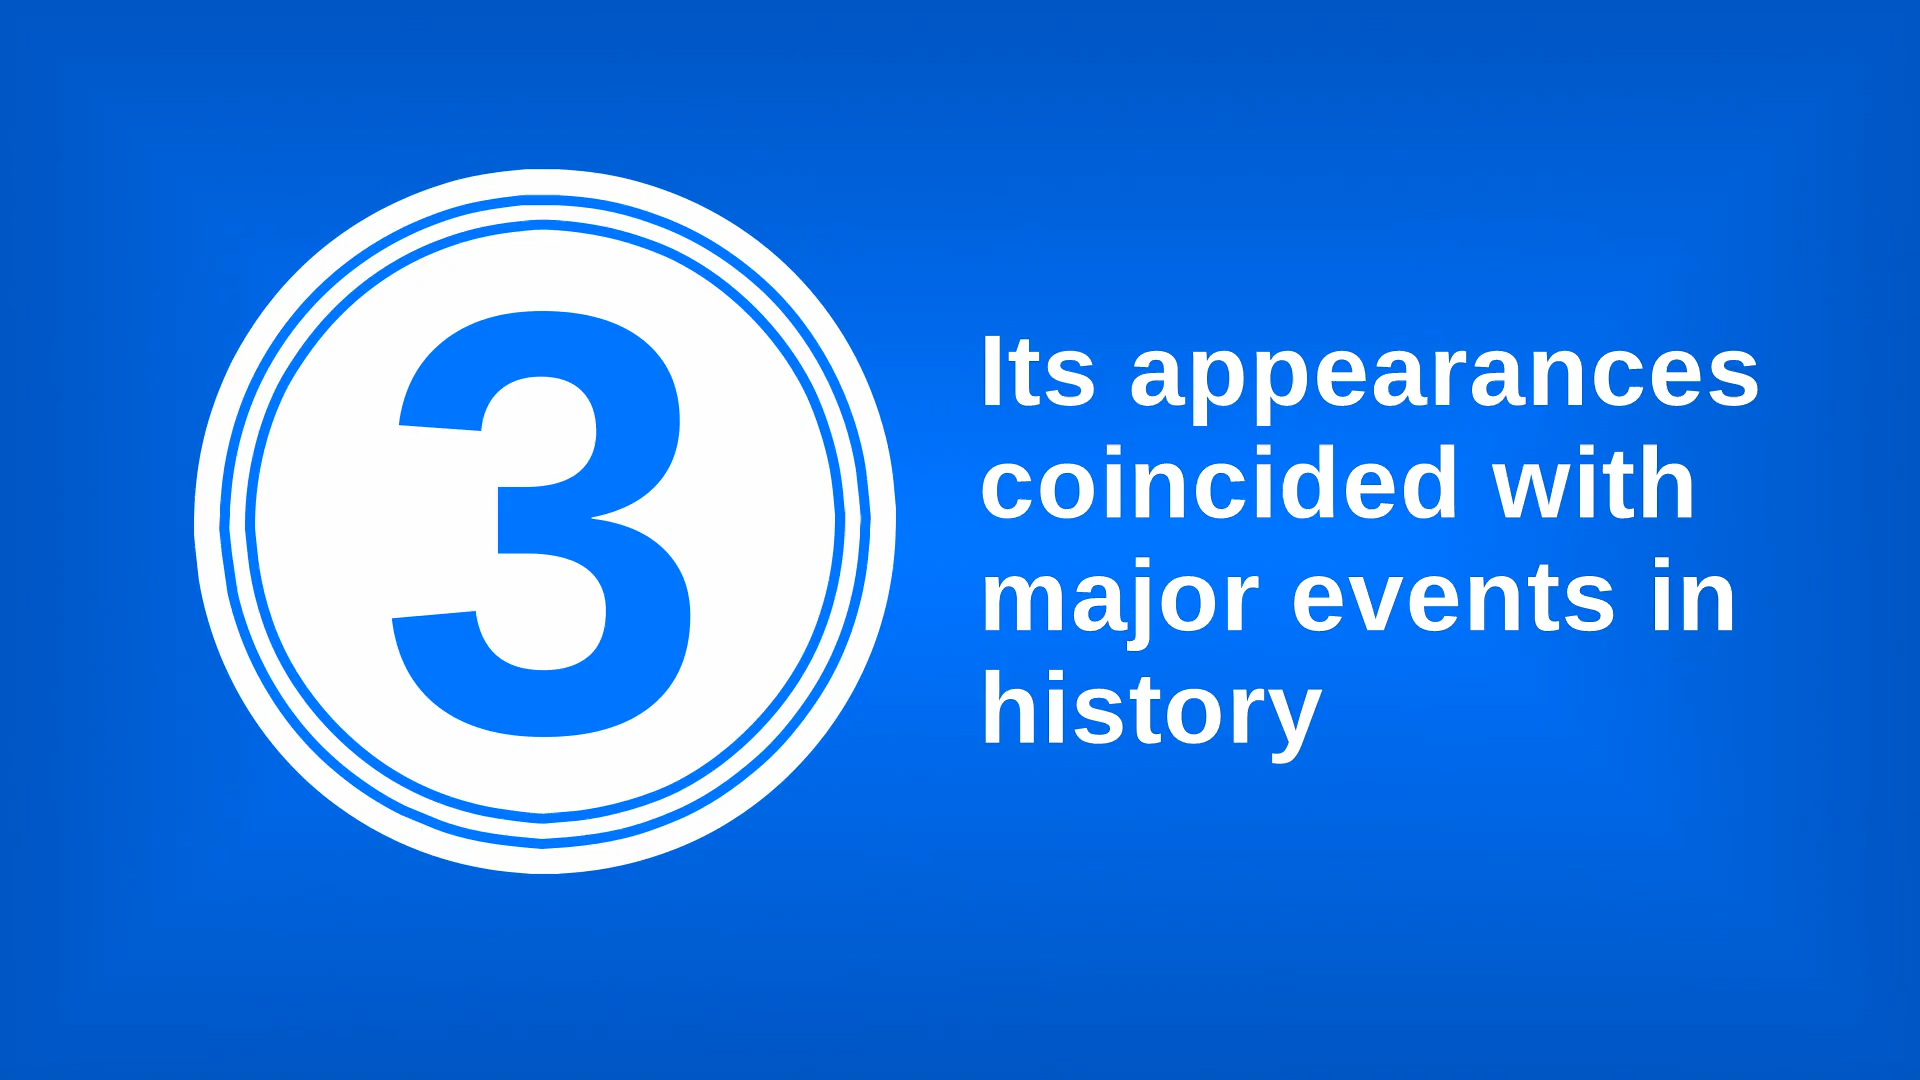 3
Its appearances
coincided with
major events in
history